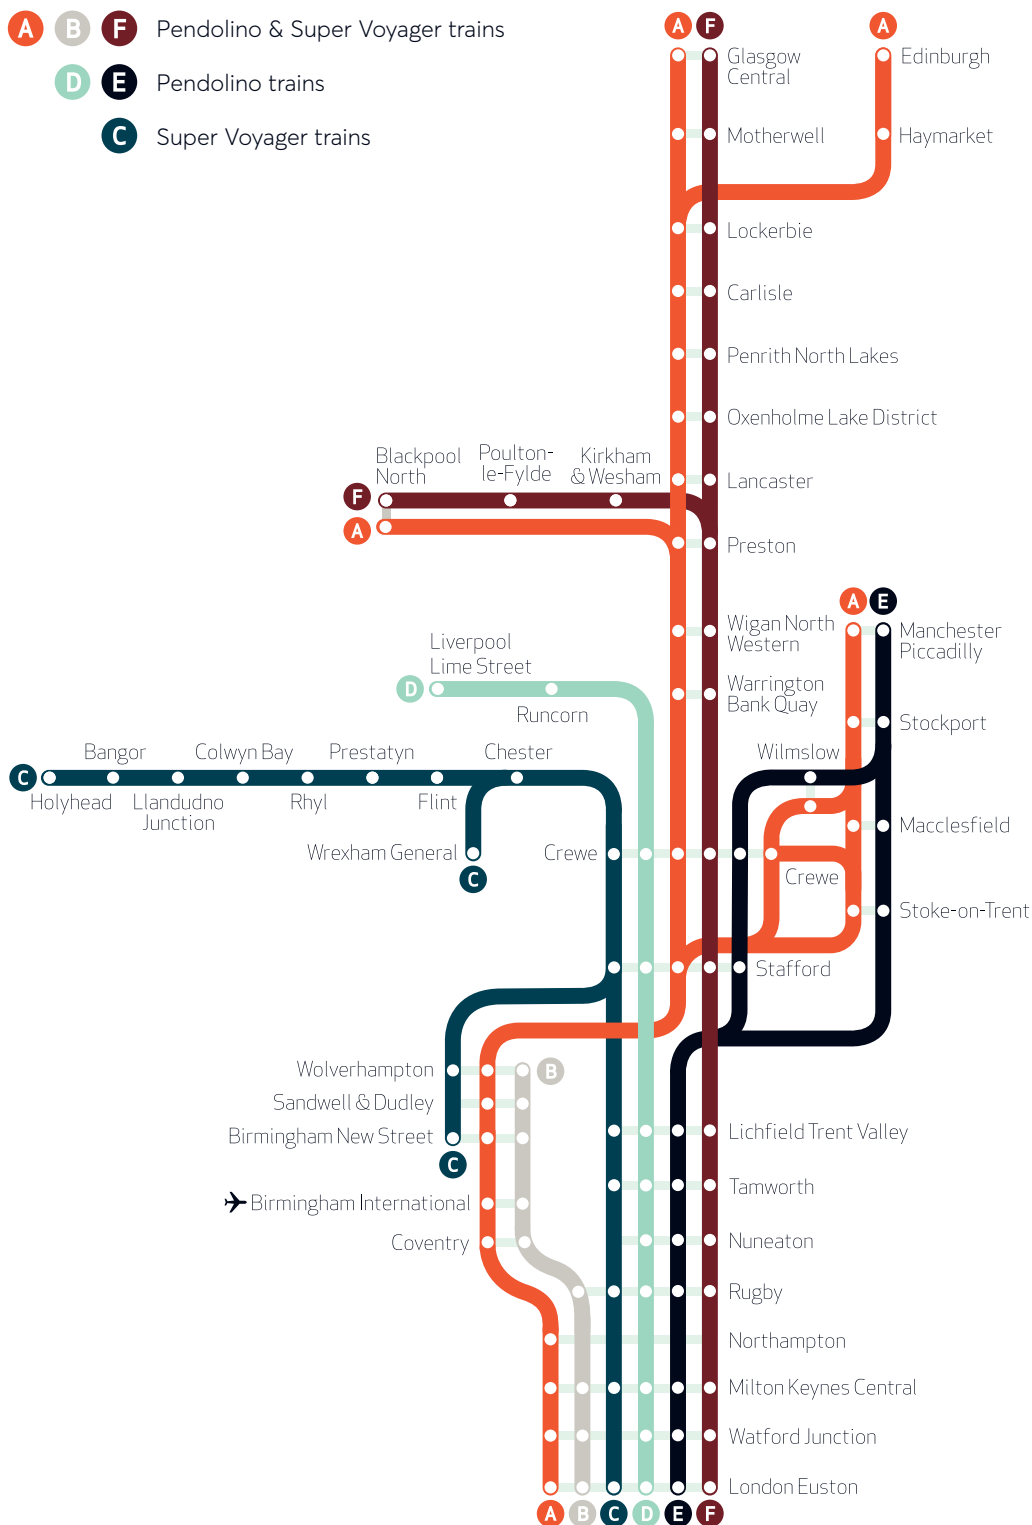 A B F Pendolino & Super Voyager trains
D E Pendolino trains
C Super Voyager trains
A F A
Glasgow
Central
Edinburgh
Motherwell
Haymarket
Lockerbie
Carlisle
Penrith North Lakes
Oxenholme Lake District
Blackpool
North
Poulton-
le-Fylde
Kirkham
& Wesham
Lancaster
F
A
Preston
A E
Wigan North
Western
Manchester
Piccadilly
Liverpool
Lime Street
D
Warrington
Bank Quay
Runcorn
Stockport
Bangor
Colwyn Bay
Prestatyn
Chester
Wilmslow
C
Holyhead
Llandudno
Junction
Rhyl
Flint
Macclesfield
Wrexham General
C
Crewe
Crewe
Stoke-on-Trent
Stafford
Wolverhampton
B
Sandwell & Dudley
Birmingham New Street
C
Lichfield Trent Valley
Tamworth
Birmingham International
Coventry
Nuneaton
Rugby
Northampton
Milton Keynes Central
Watford Junction
London Euston
A B C D E F